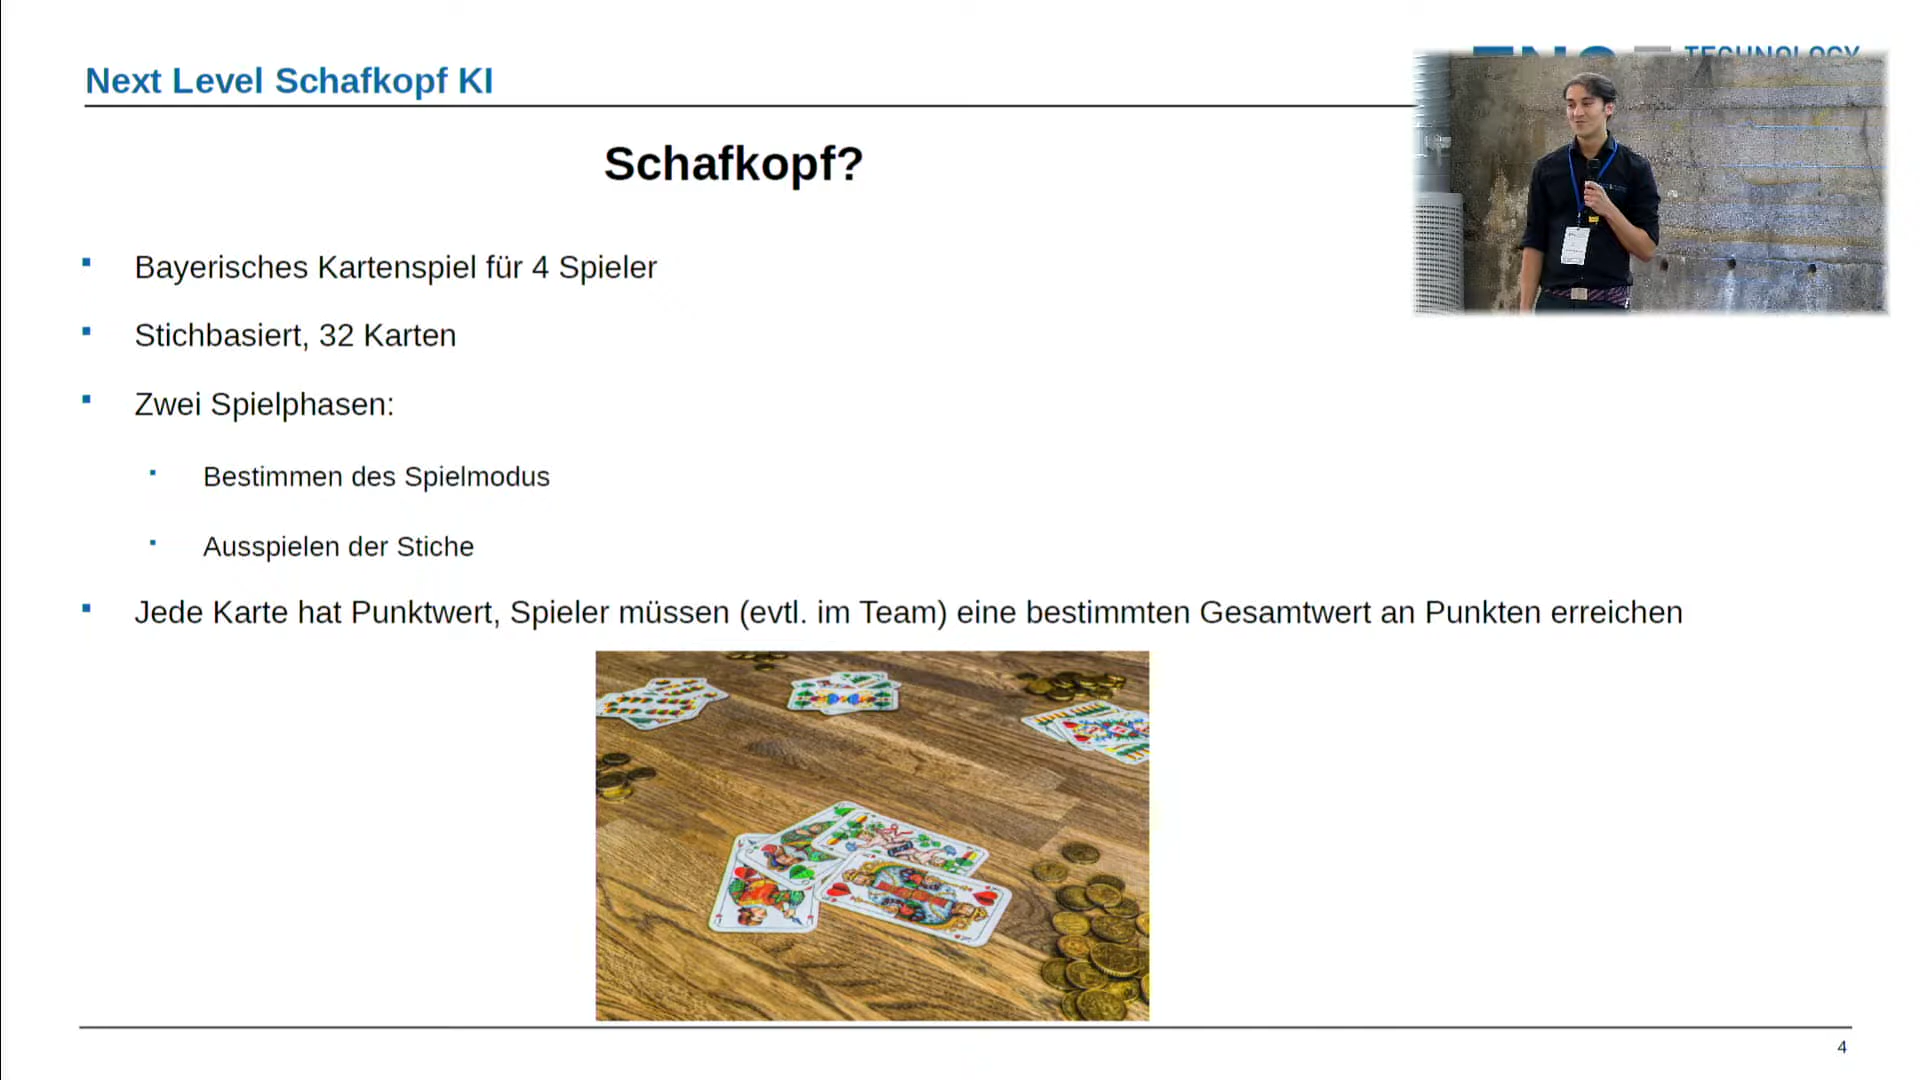 Next Level Schafkopf KI
TECHNOLOGY
Schafkopf?
Bayerisches Kartenspiel für 4 Spieler
Stichbasiert, 32 Karten
Zwei Spielphasen:
Bestimmen des Spielmodus
Ausspielen der Stiche
Jede Karte hat Punktwert, Spieler müssen (evtl. im Team) eine bestimmten Gesamtwert an Punkten erreichen
4